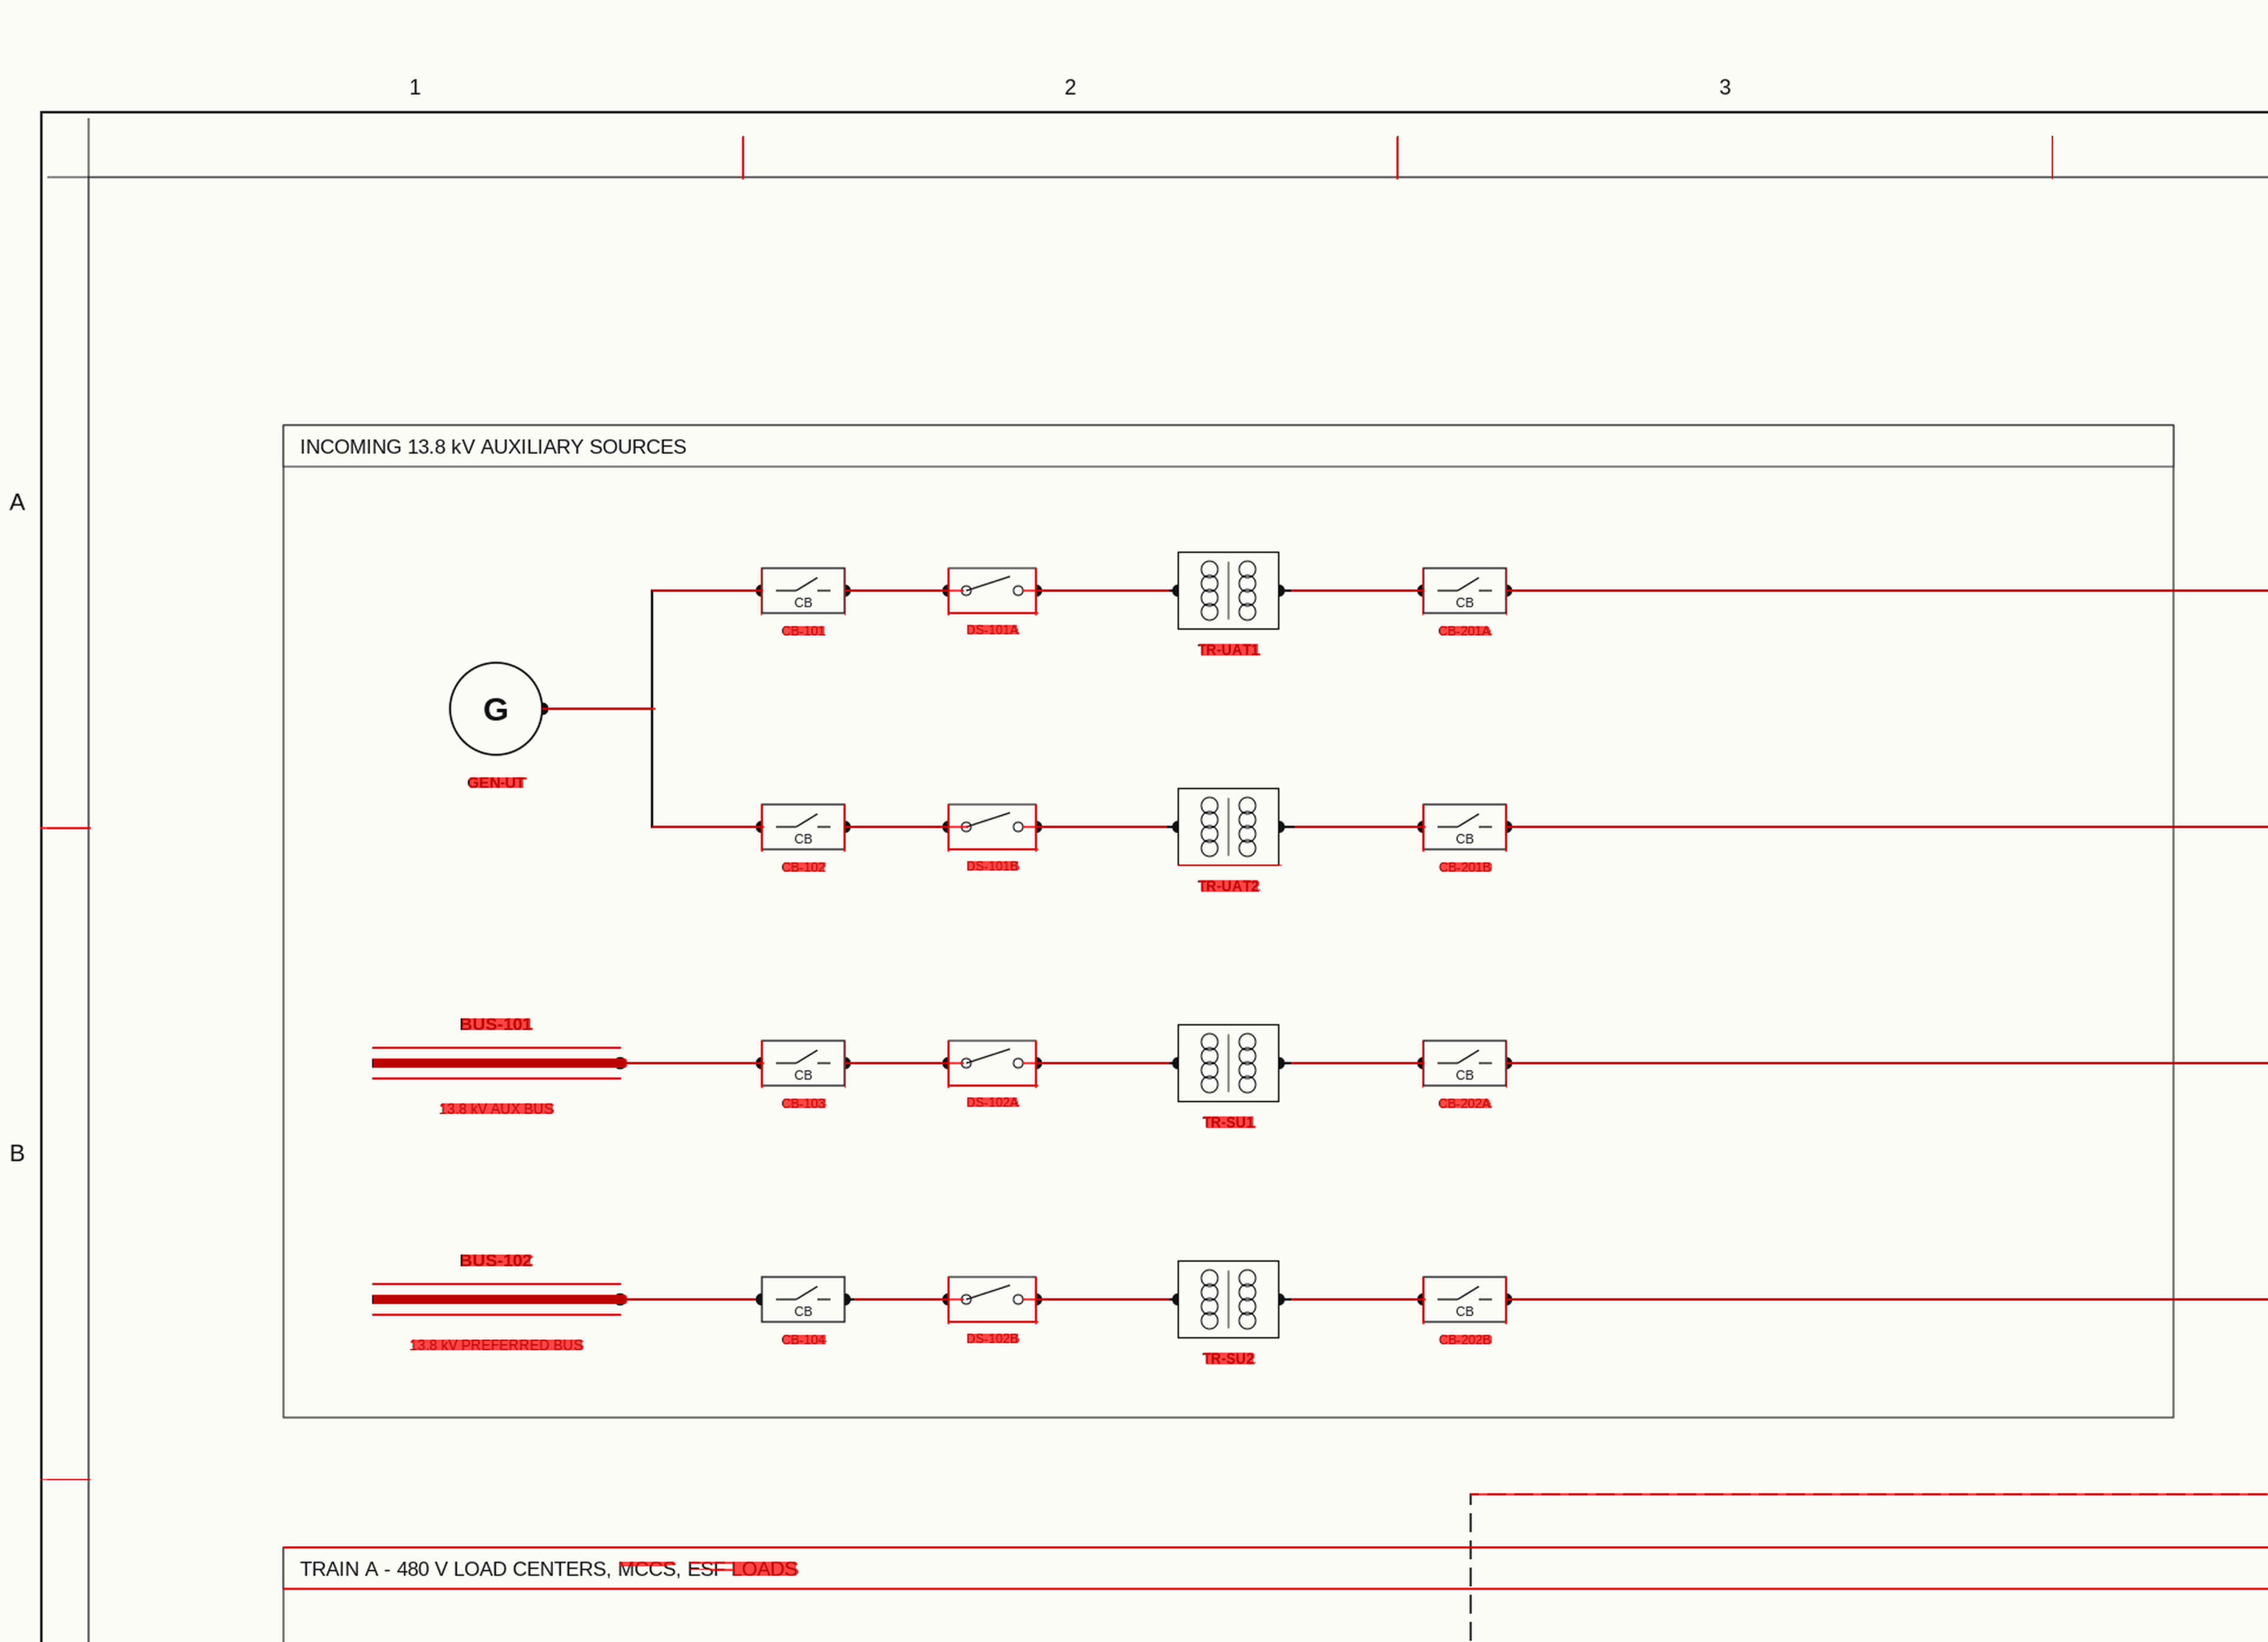 1 2 3
A
INCOMING 13.8 kV AUXILIARY SOURCES
CB CB
CB-101 DS-101A CB-201A
TR-UAT1
G
GEN-UT
CB CB
CB-102 DS-101B CB-201B
TR-UAT2
BUS-101
CB CB
13.8 kV AUX BUS CB-103 DS-102A CB-202A
TR-SU1
B
BUS-102
CB CB
13.8 kV PREFERRED BUS CB-104 DS-102B CB-202B
TR-SU2
TRAIN A - 480 V LOAD CENTERS, MCCS, ESF LOADS